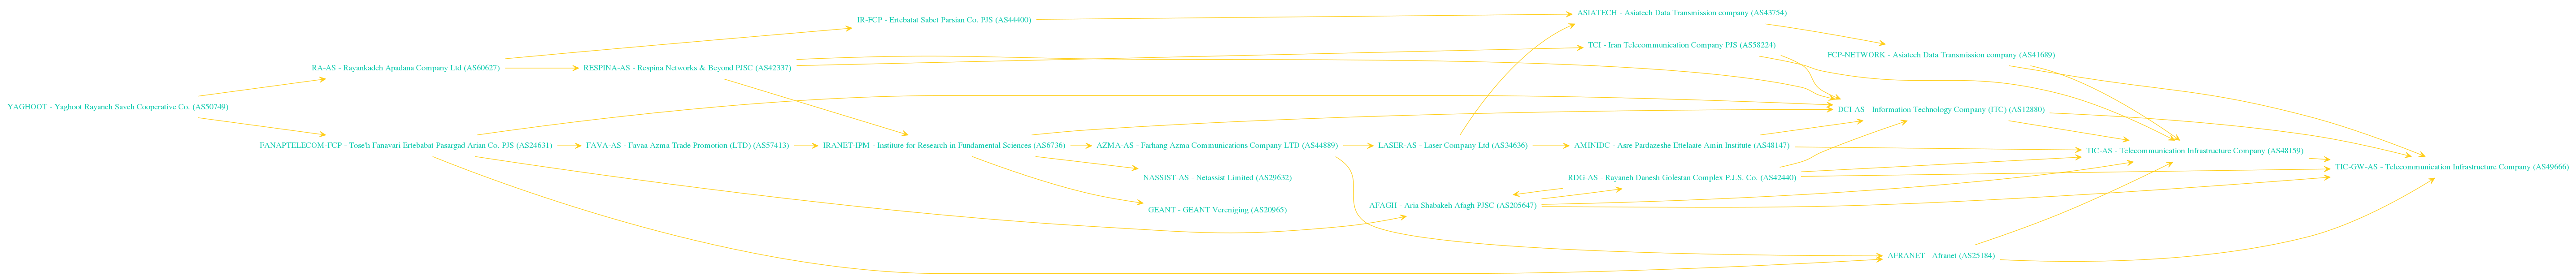 IR-FCP - Ertebatat Sabet Parsian Co. PJS (AS44400)
ASIATECH - Asiatech Data Transmission company (AS43754)
TCI - Iran Telecommunication Company PJS (AS58224)
FCP-NETWORK - Asiatech Data Transmission company (AS41689)
RA-AS - Rayankadeh Apadana Company Ltd (AS60627)
RESPINA-AS - Respina Networks & Beyond PJSC (AS42337)
YAGHOOT - Yaghoot Rayaneh Saveh Cooperative Co. (AS50749)
DCI-AS - Information Technology Company (ITC) (AS12880)
FANAPTELECOM-FCP - Tose'h Fanavari Ertebabat Pasargad Arian Co. PJS (AS24631)
FAVA-AS - Favaa Azma Trade Promotion (LTD) (AS57413)
IRANET-IPM - Institute for Research in Fundamental Sciences (AS6736)
AZMA-AS - Farhang Azma Communications Company LTD (AS44889)
LASER-AS - Laser Company Ltd (AS34636)
AMINIDC - Asre Pardazeshe Ettelaate Amin Institute (AS48147)
TIC-AS - Telecommunication Infrastructure Company (AS48159)
TIC-GW-AS - Telecommunication Infrastructure Company (AS49666)
NASSIST-AS - Netassist Limited (AS29632)
RDG-AS - Rayaneh Danesh Golestan Complex P.J.S. Co. (AS42440)
GEANT - GEANT Vereniging (AS20965)
AFAGH - Aria Shabakeh Afagh PJSC (AS205647)
AFRANET - Afranet (AS25184)